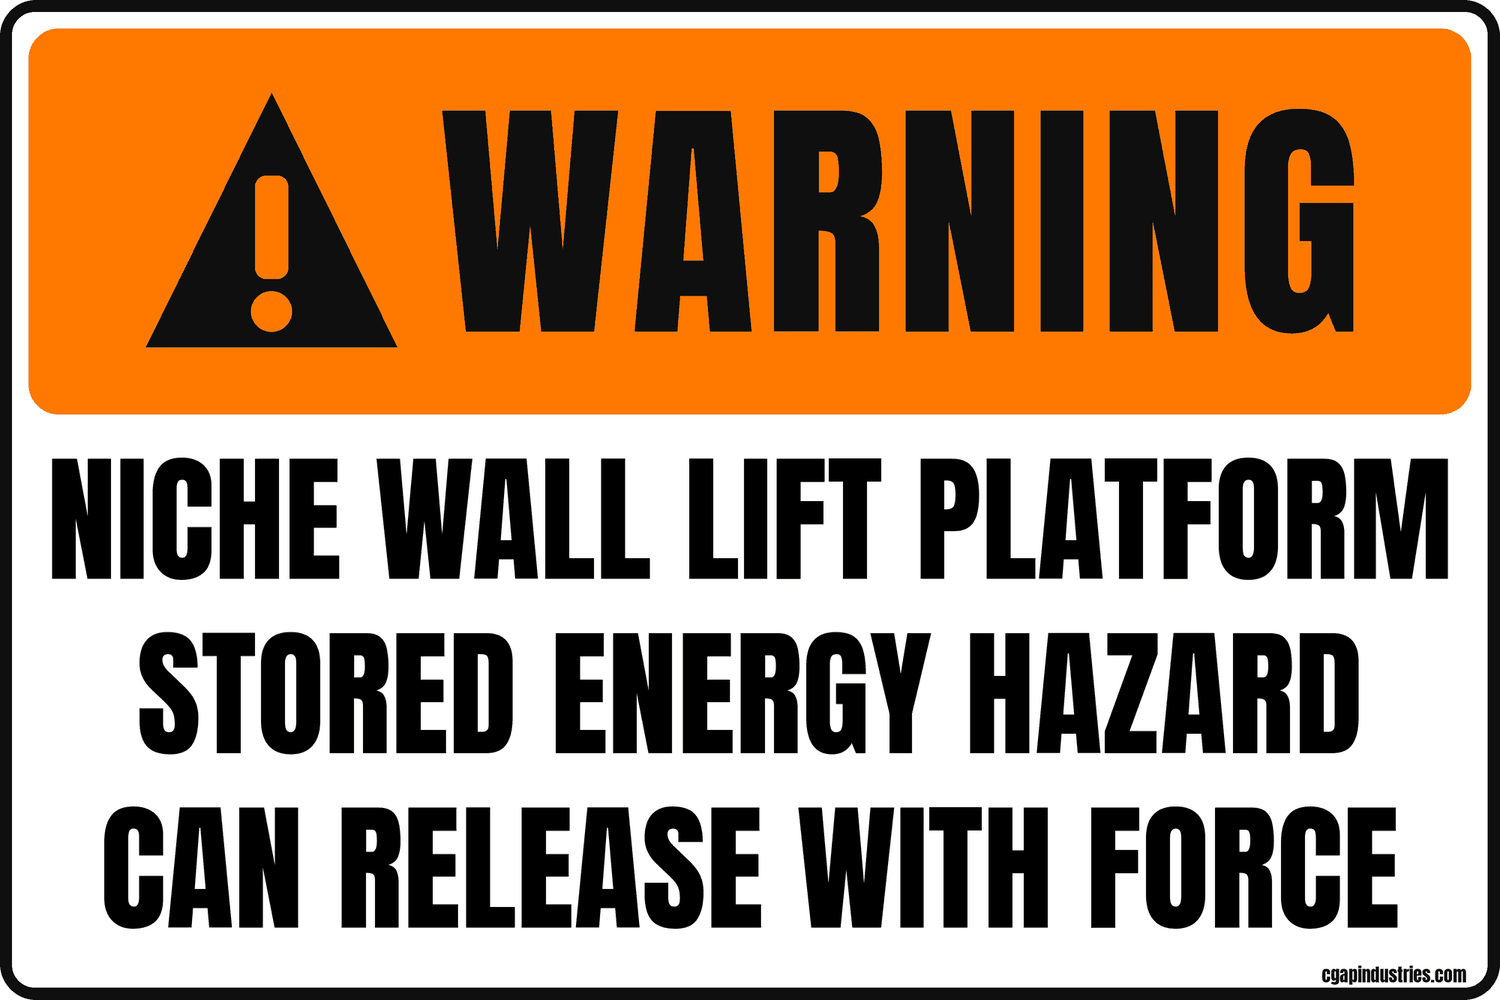 WARNING
NICHE WALL LIFT PLATFORM
STORED ENERGY HAZARD
CAN RELEASE WITH FORCE
cgapindustries.com